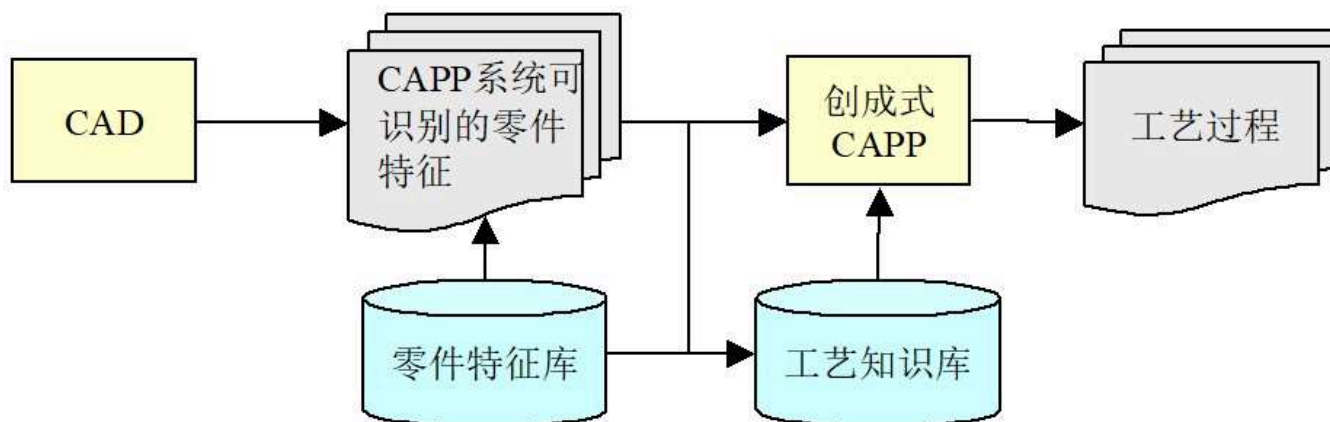 CAD
CAPP系统可
识别的零件
特征
创成式
CAPP
工艺过程
零件特征库
工艺知识库